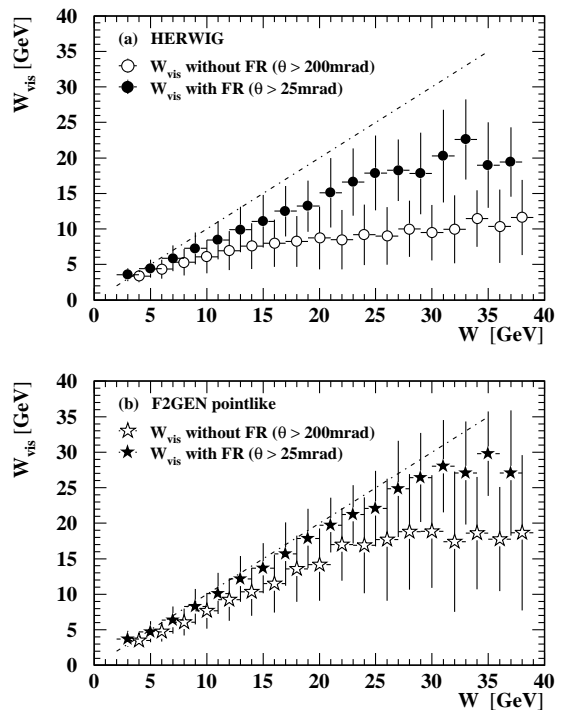 W_vis [GeV]
40
35
30
25
20
15
10
5
0
(a) HERWIG
W_vis without FR (θ > 200mrad)
W_vis with FR (θ > 25mrad)
0 5 10 15 20 25 30 35 40
W [GeV]
W_vis [GeV]
40
35
30
25
20
15
10
5
0
(b) F2GEN pointlike
W_vis without FR (θ > 200mrad)
W_vis with FR (θ > 25mrad)
0 5 10 15 20 25 30 35 40
W [GeV]